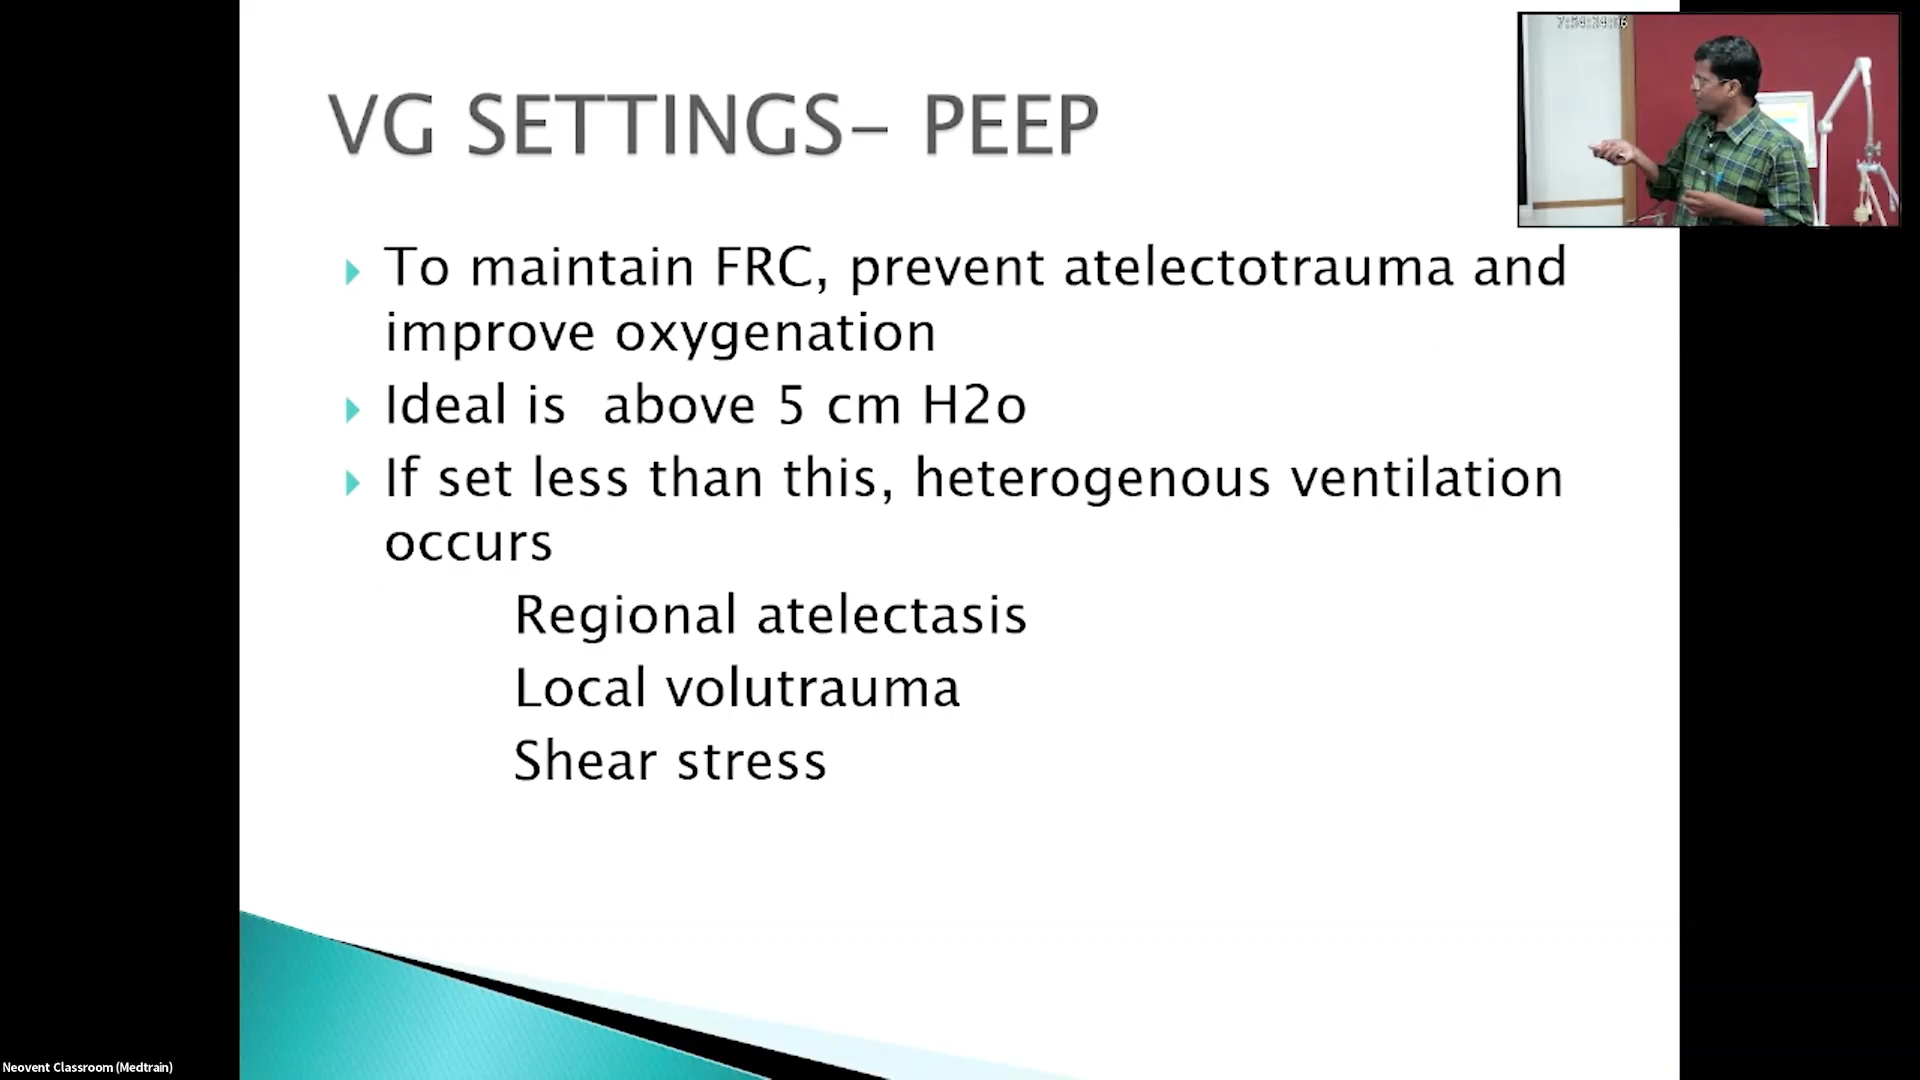 VG SETTINGS– PEEP
To maintain FRC, prevent atelectotrauma and
improve oxygenation
Ideal is above 5 cm H2o
If set less than this, heterogenous ventilation
occurs
Regional atelectasis
Local volutrauma
Shear stress
Neovent Classroom (Medtrain)